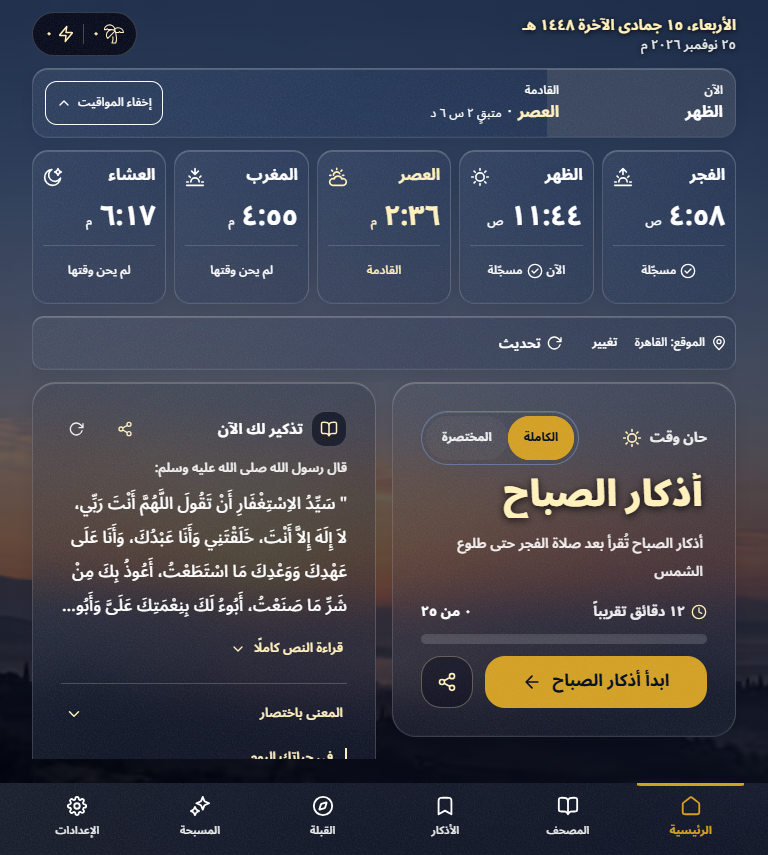 الأربعاء، ١٥ جمادى الآخرة ١٤٤٨ هـ
٢٥ نوفمبر ٢٠٢٦ م
٠
٠
الآن
الظهر
القادمة
العصر · متبقٍ ٢ س ٦ د
إخفاء المواقيت
الفجر
٤:٥٨ ص
مسجّلة
الظهر
١١:٤٤ ص
الآن مسجّلة
العصر
٢:٣٦ م
القادمة
المغرب
٤:٥٥ م
لم يحن وقتها
العشاء
٦:١٧ م
لم يحن وقتها
الموقع: القاهرة
تغيير
تحديث
حان وقت
الكاملة
المختصرة
أذكار الصباح
أذكار الصباح تُقرأ بعد صلاة الفجر حتى طلوع
الشمس
١٢ دقائق تقريباً
٠ من ٢٥
ابدأ أذكار الصباح
تذكير لك الآن
قال رسول الله صلى الله عليه وسلم:
" سَيِّدُ الاِسْتِغْفَارِ أَنْ تَقُولَ اللَّهُمَّ أَنْتَ رَبِّي،
لاَ إِلَهَ إِلاَّ أَنْتَ، خَلَقْتَنِي وَأَنَا عَبْدُكَ، وَأَنَا عَلَى
عَهْدِكَ وَوَعْدِكَ مَا اسْتَطَعْتُ، أَعُوذُ بِكَ مِنْ
شَرِّ مَا صَنَعْتُ، أَبُوءُ لَكَ بِنِعْمَتِكَ عَلَىَّ وَأَبُو...
قراءة النص كاملًا
المعنى باختصار
في حياتك اليوم
الرئيسية
المصحف
الأذكار
القبلة
المسبحة
الإعدادات